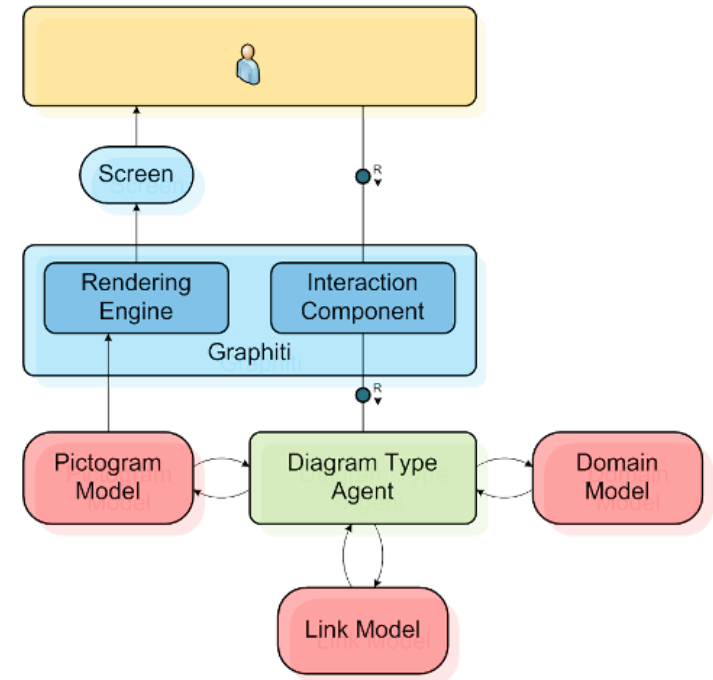 Screen
R
Rendering
Engine
Interaction
Component
Graphiti
R
Pictogram
Model
Diagram Type
Agent
Domain
Model
Link Model